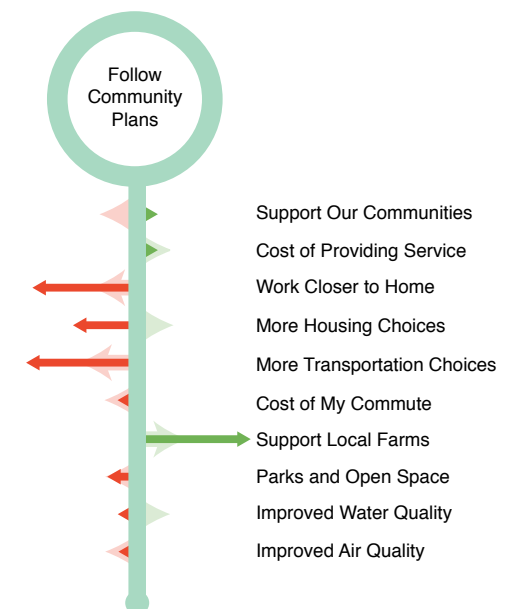 Follow
Community
Plans
Support Our Communities
Cost of Providing Service
Work Closer to Home
More Housing Choices
More Transportation Choices
Cost of My Commute
Support Local Farms
Parks and Open Space
Improved Water Quality
Improved Air Quality